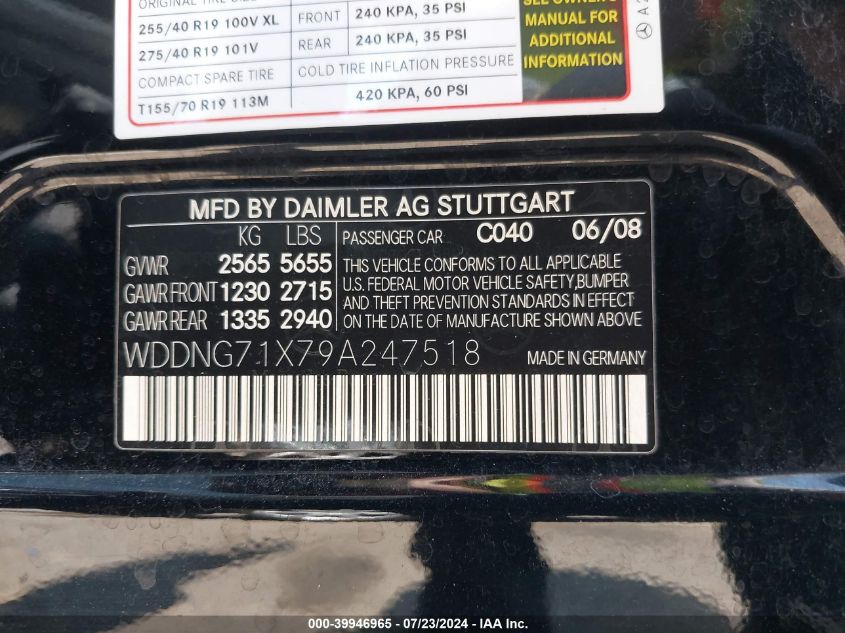 255/40 R19 100V XL FRONT 240 KPA, 35 PSI
275/40 R19 101V REAR 240 KPA, 35 PSI
COMPACT SPARE TIRE COLD TIRE INFLATION PRESSURE
T155/70 R19 113M 420 KPA, 60 PSI
SEE OWNER'S
MANUAL FOR
ADDITIONAL
INFORMATION
MFD BY DAIMLER AG STUTTGART
KG LBS
GVWR 2565 5655
GAWR FRONT 1230 2715
GAWR REAR 1335 2940
PASSENGER CAR C040 06/08
THIS VEHICLE CONFORMS TO ALL APPLICABLE
U.S. FEDERAL MOTOR VEHICLE SAFETY,BUMPER
AND THEFT PREVENTION STANDARDS IN EFFECT
ON THE DATE OF MANUFACTURE SHOWN ABOVE
WDDNG71X79A247518 MADE IN GERMANY
000-39946965 - 07/23/2024 - IAA Inc.